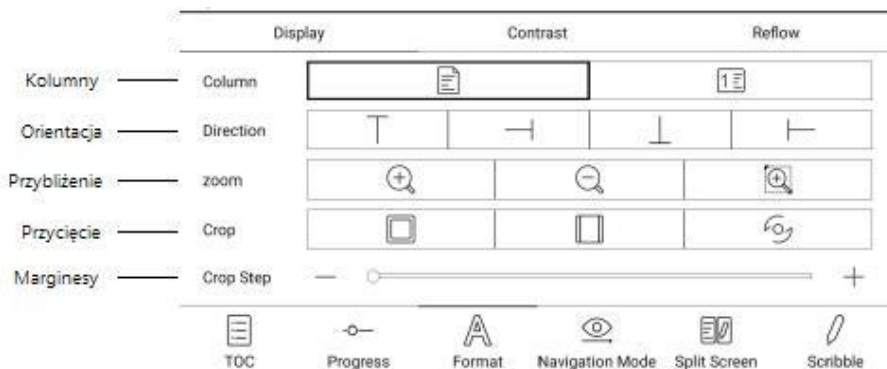 Display Contrast Reflow
Kolumny Column
Orientacja Direction
Przybliżenie zoom
Przycięcie Crop
Marginesy Crop Step
TOC Progress Format Navigation Mode Split Screen Scribble